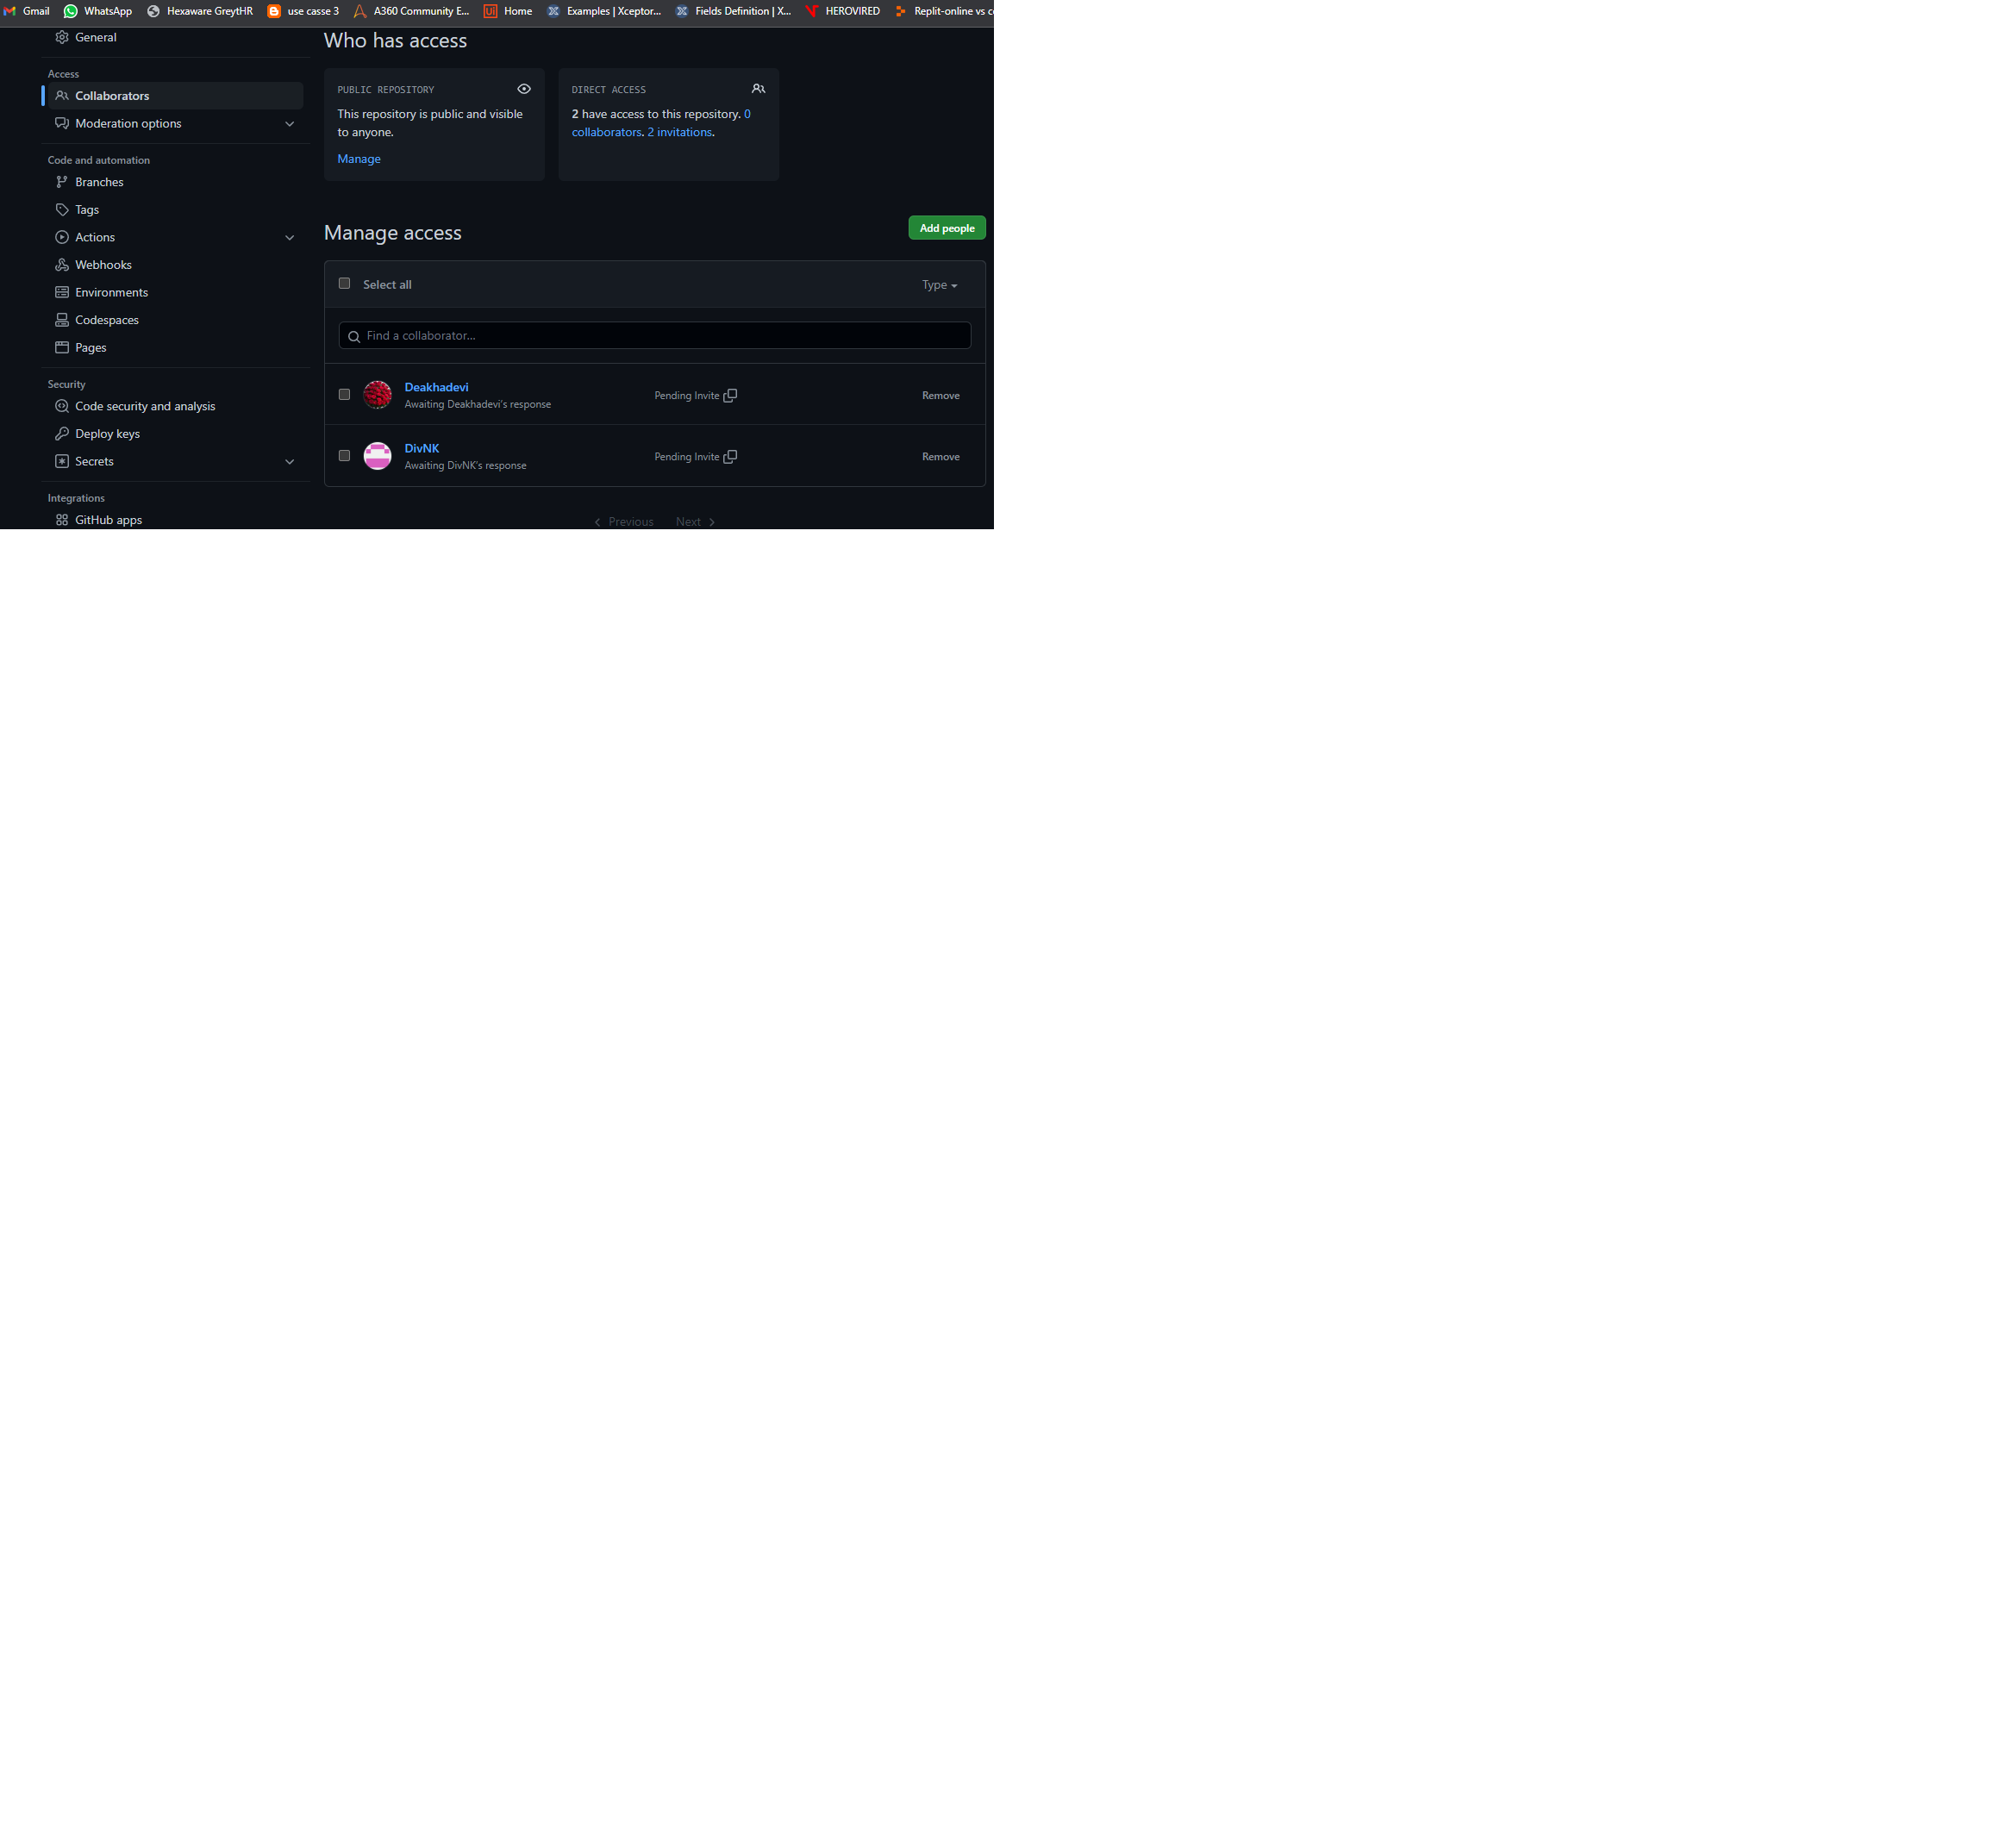 Gmail WhatsApp Hexaware GreytHR use casse 3 A360 Community E... Home Examples | Xceptor... Fields Definition | X... HEROVIRED Replit-online vs c
General
Access
Collaborators
Moderation options
Code and automation
Branches
Tags
Actions
Webhooks
Environments
Codespaces
Pages
Security
Code security and analysis
Deploy keys
Secrets
Integrations
GitHub apps
Who has access
PUBLIC REPOSITORY
This repository is public and visible
to anyone.
Manage
DIRECT ACCESS
2 have access to this repository. 0
collaborators. 2 invitations.
Manage access
Add people
Select all Type
Find a collaborator...
Deakhadevi
Awaiting Deakhadevi's response
Pending Invite
Remove
DivNK
Awaiting DivNK's response
Pending Invite
Remove
Previous Next